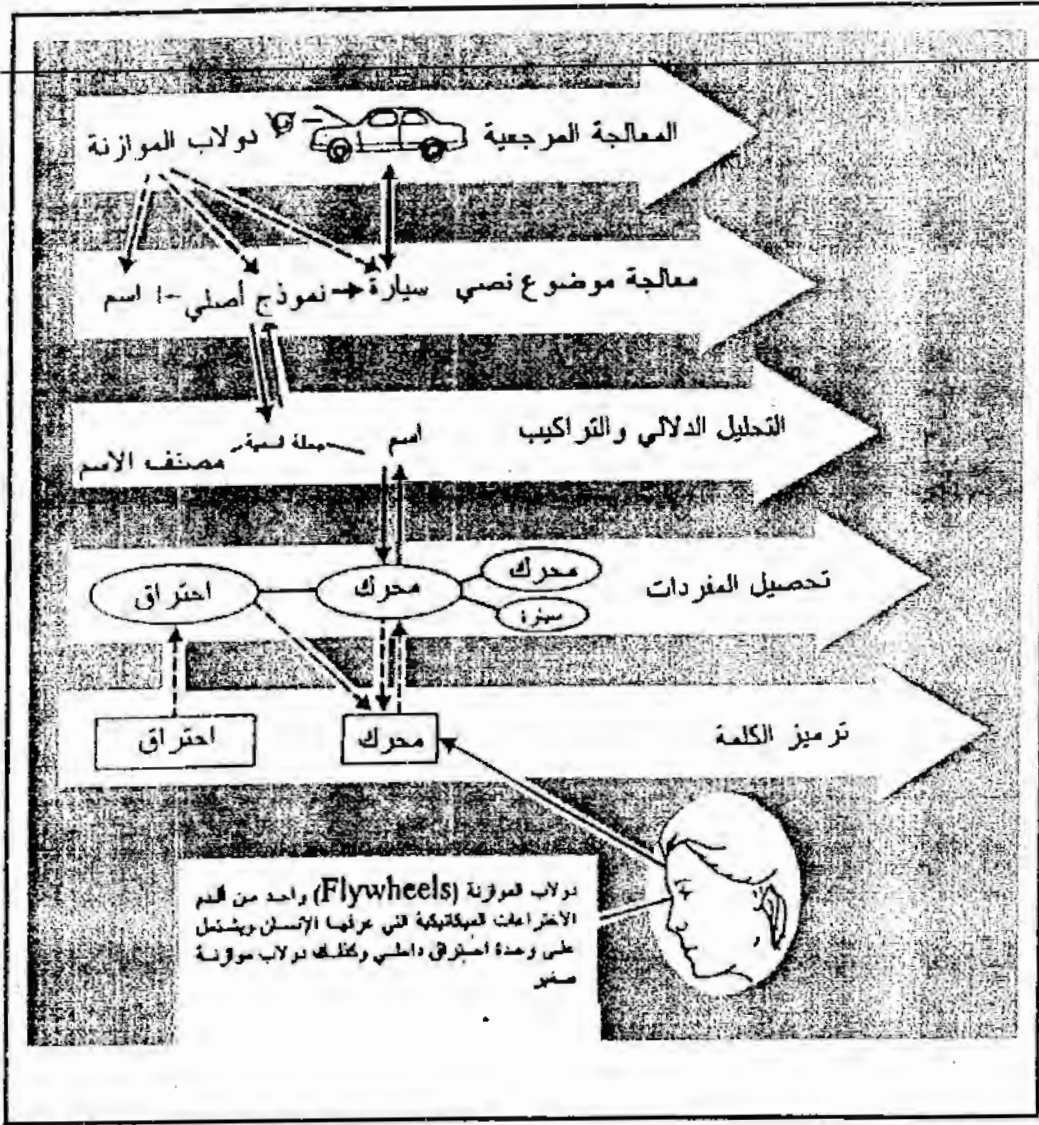 المعالجة المرجعية
دولاب الموازنة
معالجة موضوع نصي
سيارة
نموذج أصلي
اسم
التحليل الدلالي والتراكيب
اسم
جملة اسمية
مصنف الاسم
تحصيل المفردات
محرك
سيارة
محرك
احتراق
ترميز الكلمة
محرك
احتراق
دولاب الموازنة (Flywheels) واحد من أقدم
الاختراعات الميكانيكية التي عرفها الإنسان ويشتمل
على وحدة احتراق داخلي وكذلك دولاب موازنة
صغير